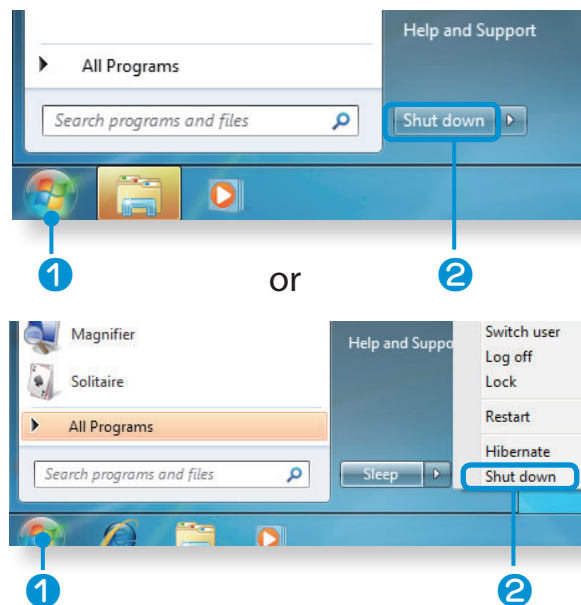 Help and Support
All Programs
Search programs and files
Shut down
1
2
or
Magnifier
Solitaire
All Programs
Search programs and files
Help and Suppo
Sleep
Switch user
Log off
Lock
Restart
Hibernate
Shut down
1
2